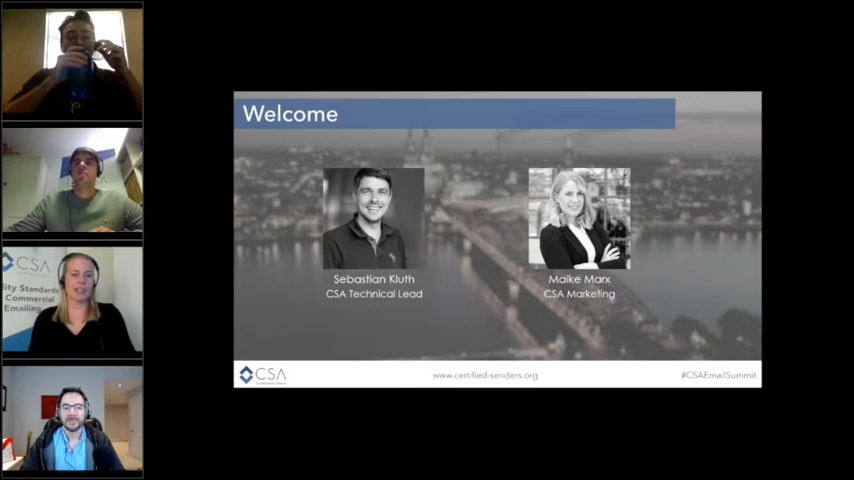 Welcome
Sebastian Kluth
CSA Technical Lead
Maike Marx
CSA Marketing
CSA
www.certified-senders.org
#CSAEmailSummit
CSA
lity Standards
Commercial
Emailing